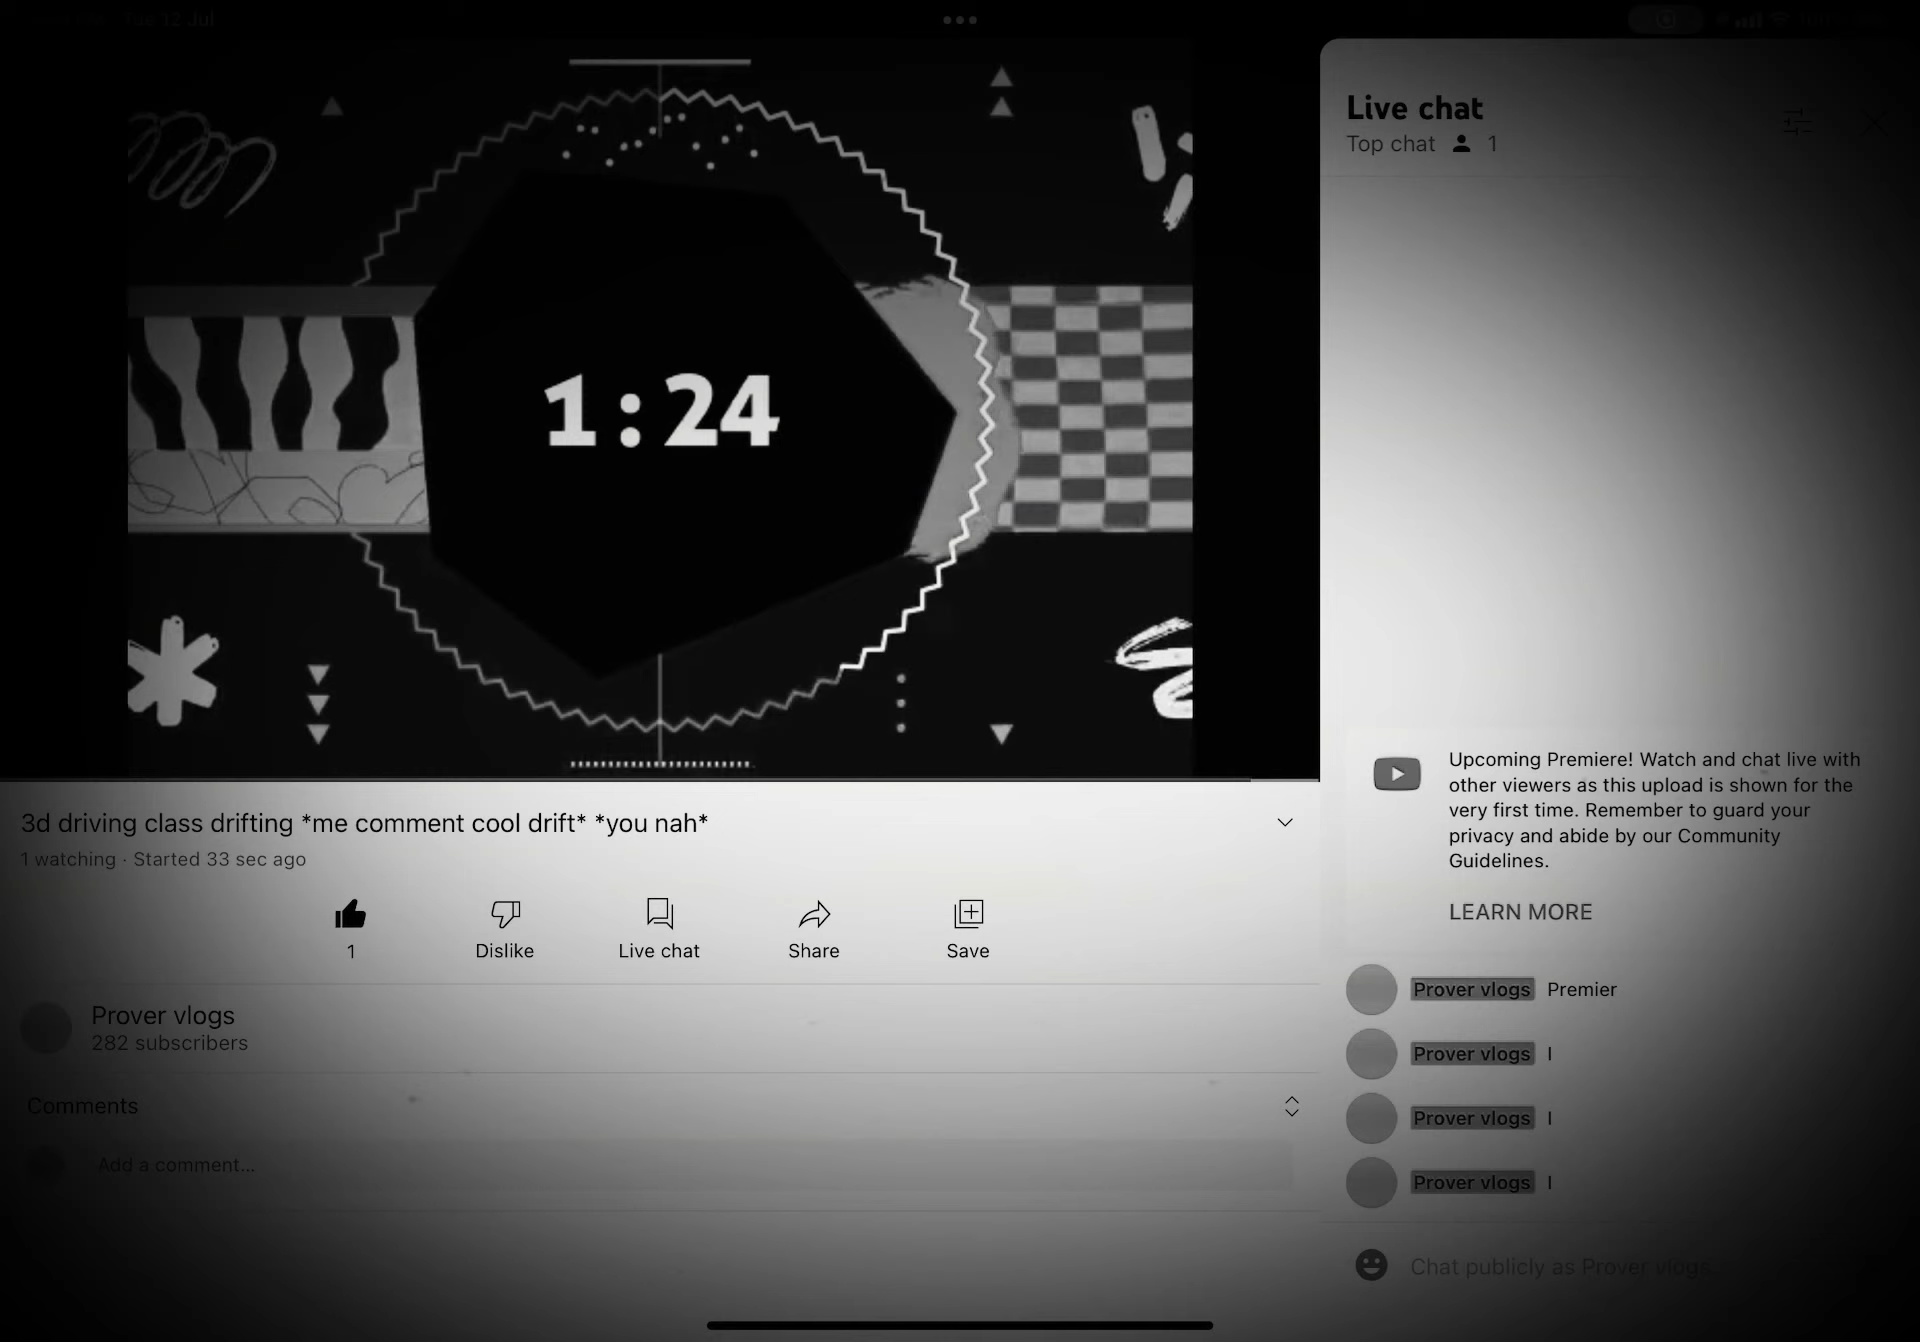 Tue 12 Jul
1:24
3d driving class drifting *me comment cool drift* *you nah*
1 watching · Started 33 sec ago
1
Dislike
Live chat
Share
Save
Prover vlogs
282 subscribers
Comments
Add a comment...
Live chat
Top chat 1
Upcoming Premiere! Watch and chat live with
other viewers as this upload is shown for the
very first time. Remember to guard your
privacy and abide by our Community
Guidelines.
LEARN MORE
Prover vlogs Premier
Prover vlogs I
Prover vlogs I
Prover vlogs I
Chat publicly as Prover vlogs...